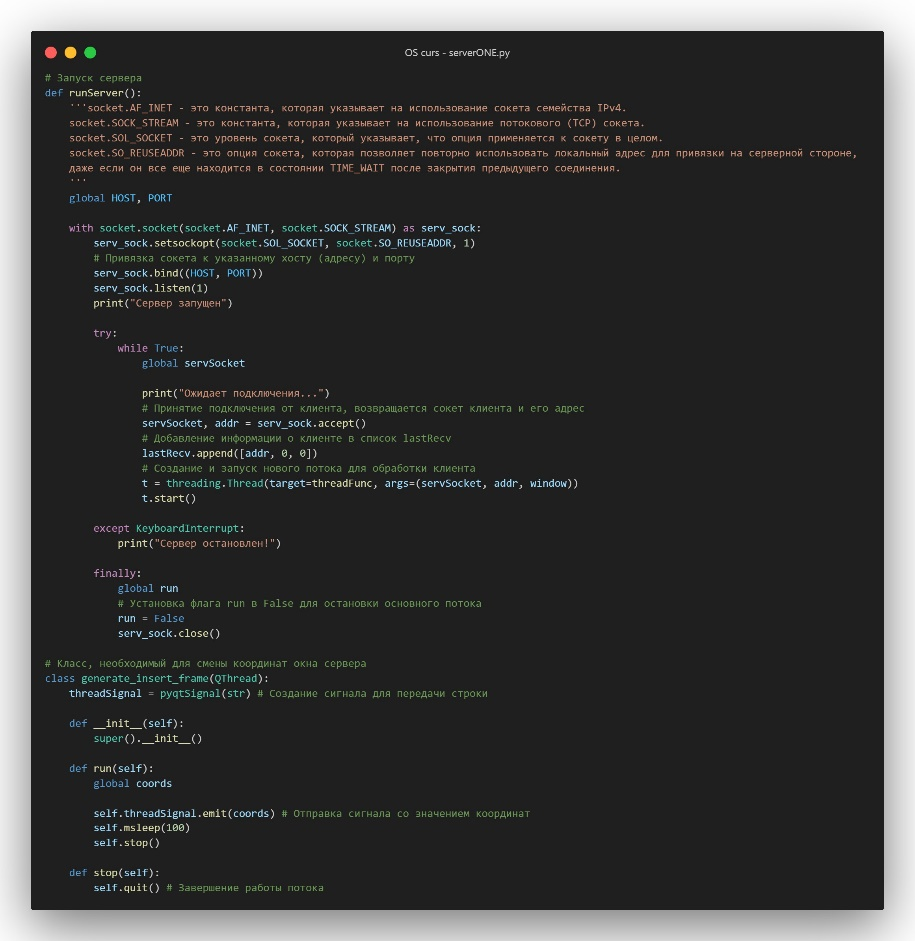 OS curs - serverONE.py
# Запуск сервера
def runServer():
    '''socket.AF_INET - это константа, которая указывает на использование сокета семейства IPv4.
    socket.SOCK_STREAM - это константа, которая указывает на использование потокового (TCP) сокета.
    socket.SOL_SOCKET - это уровень сокета, который указывает, что опция применяется к сокету в целом.
    socket.SO_REUSEADDR - это опция сокета, которая позволяет повторно использовать локальный адрес для привязки на серверной стороне,
    даже если он все еще находится в состоянии TIME_WAIT после закрытия предыдущего соединения.
    '''
    global HOST, PORT
    with socket.socket(socket.AF_INET, socket.SOCK_STREAM) as serv_sock:
        serv_sock.setsockopt(socket.SOL_SOCKET, socket.SO_REUSEADDR, 1)
        # Привязка сокета к указанному хосту (адресу) и порту
        serv_sock.bind((HOST, PORT))
        serv_sock.listen(1)
        print("Сервер запущен")
        try:
            while True:
                global servSocket
                print("Ожидает подключения...")
                # Принятие подключения от клиента, возвращается сокет клиента и его адрес
                servSocket, addr = serv_sock.accept()
                # Добавление информации о клиенте в список lastRecv
                lastRecv.append([addr, 0, 0])
                # Создание и запуск нового потока для обработки клиента
                t = threading.Thread(target=threadFunc, args=(servSocket, addr, window))
                t.start()
        except KeyboardInterrupt:
            print("Сервер остановлен!")
        finally:
            global run
            # Установка флага run в False для остановки основного потока
            run = False
            serv_sock.close()
# Класс, необходимый для смены координат окна сервера
class generate_insert_frame(QThread):
    threadSignal = pyqtSignal(str) # Создание сигнала для передачи строки
    def __init__(self):
        super().__init__()
    def run(self):
        global coords
        self.threadSignal.emit(coords) # Отправка сигнала со значением координат
        self.msleep(100)
        self.stop()
    def stop(self):
        self.quit() # Завершение работы потока